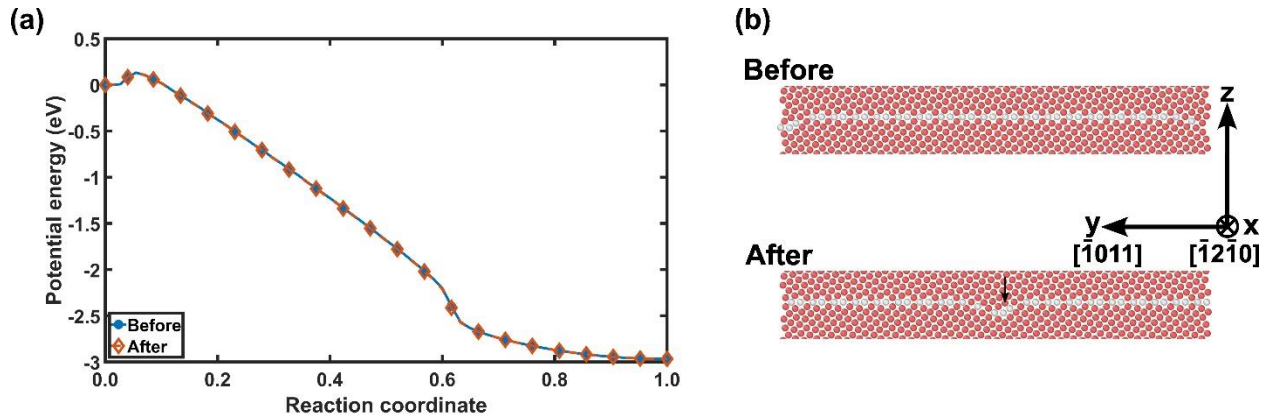 (a)
0.5
0
-0.5
-1
-1.5
-2
-2.5
-3
Potential energy (eV)
Before
After
0.0
0.2
0.4
0.6
0.8
1.0
Reaction coordinate
(b)
Before
z
y
x
[1̄011]
[1̄21̄0]
After